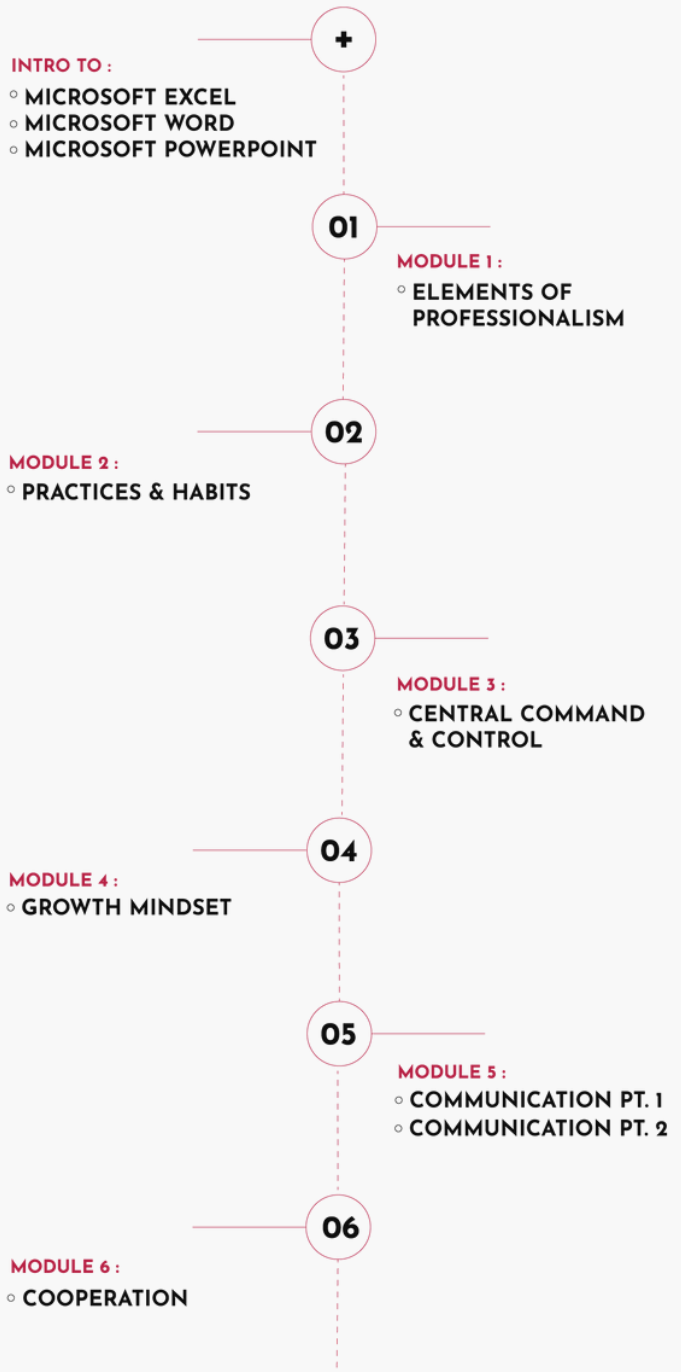 +
INTRO TO :
MICROSOFT EXCEL
MICROSOFT WORD
MICROSOFT POWERPOINT
01
MODULE 1 :
ELEMENTS OF
PROFESSIONALISM
02
MODULE 2 :
PRACTICES & HABITS
03
MODULE 3 :
CENTRAL COMMAND
& CONTROL
04
MODULE 4 :
GROWTH MINDSET
05
MODULE 5 :
COMMUNICATION PT. 1
COMMUNICATION PT. 2
06
MODULE 6 :
COOPERATION